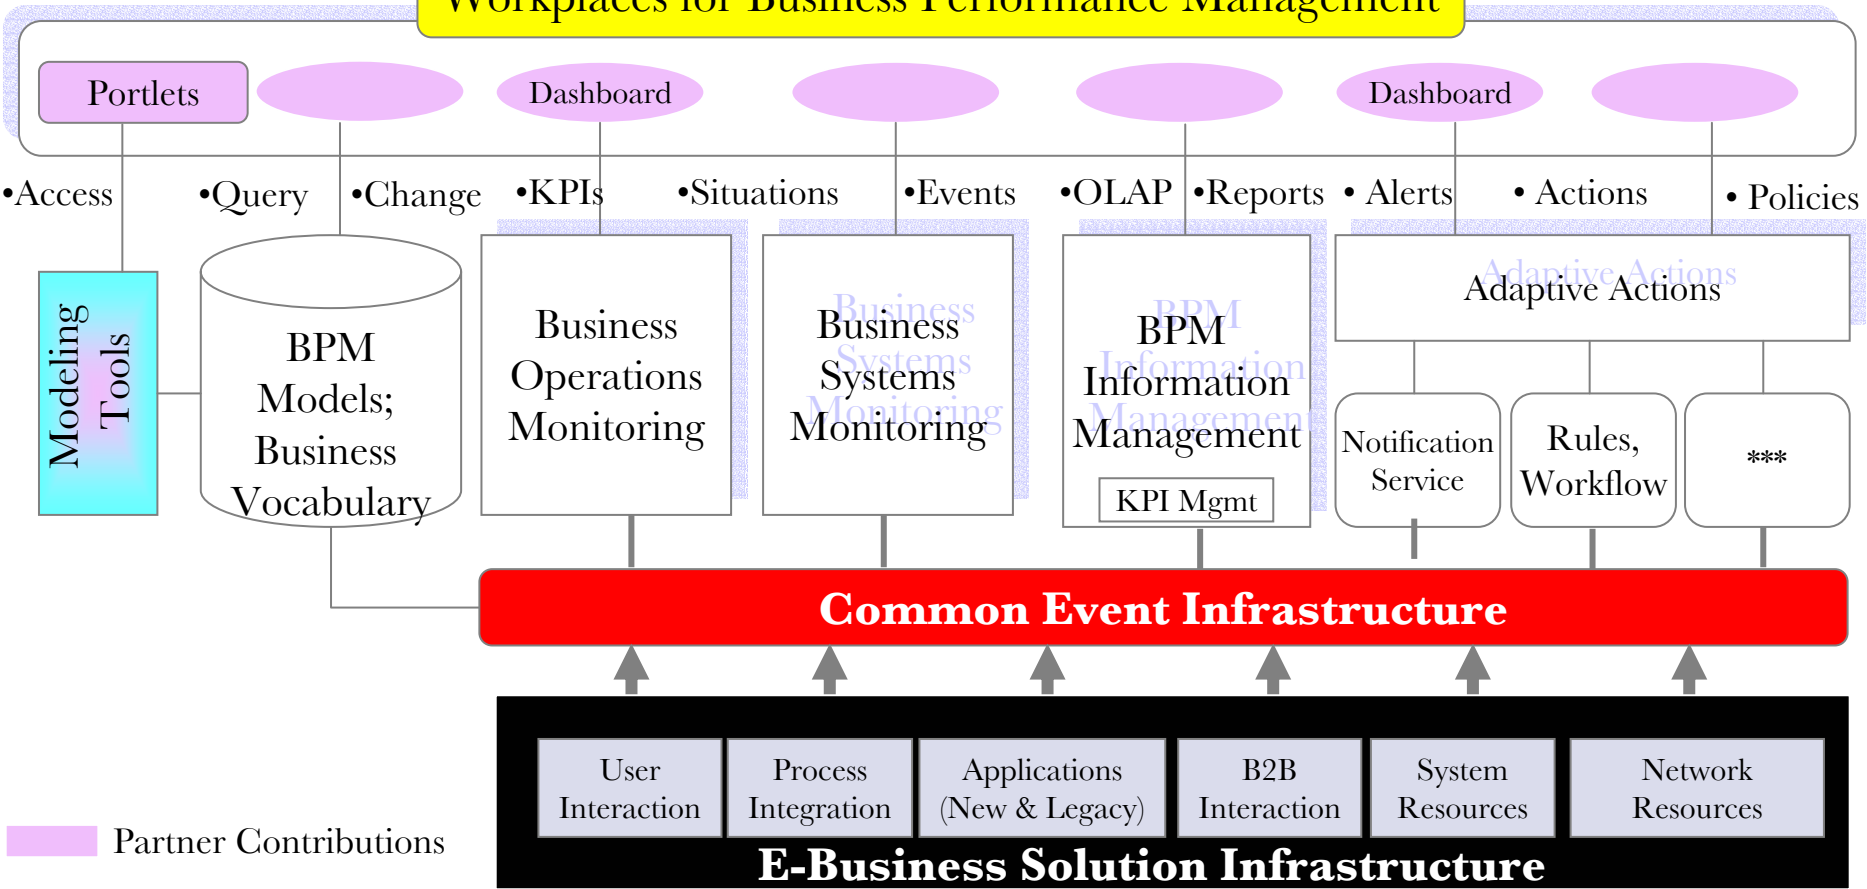 Workplaces for Business Performance Management
Portlets
Dashboard
Dashboard
•Access
•Query
•Change
•KPIs
•Situations
•Events
•OLAP
•Reports
• Alerts
• Actions
• Policies
Modeling
Tools
BPM
Models;
Business
Vocabulary
Business
Operations
Monitoring
Business
Systems
Monitoring
BPM
Information
Management
KPI Mgmt
Adaptive Actions
Notification
Service
Rules,
Workflow
***
Common Event Infrastructure
User
Interaction
Process
Integration
Applications
(New & Legacy)
B2B
Interaction
System
Resources
Network
Resources
E-Business Solution Infrastructure
Partner Contributions